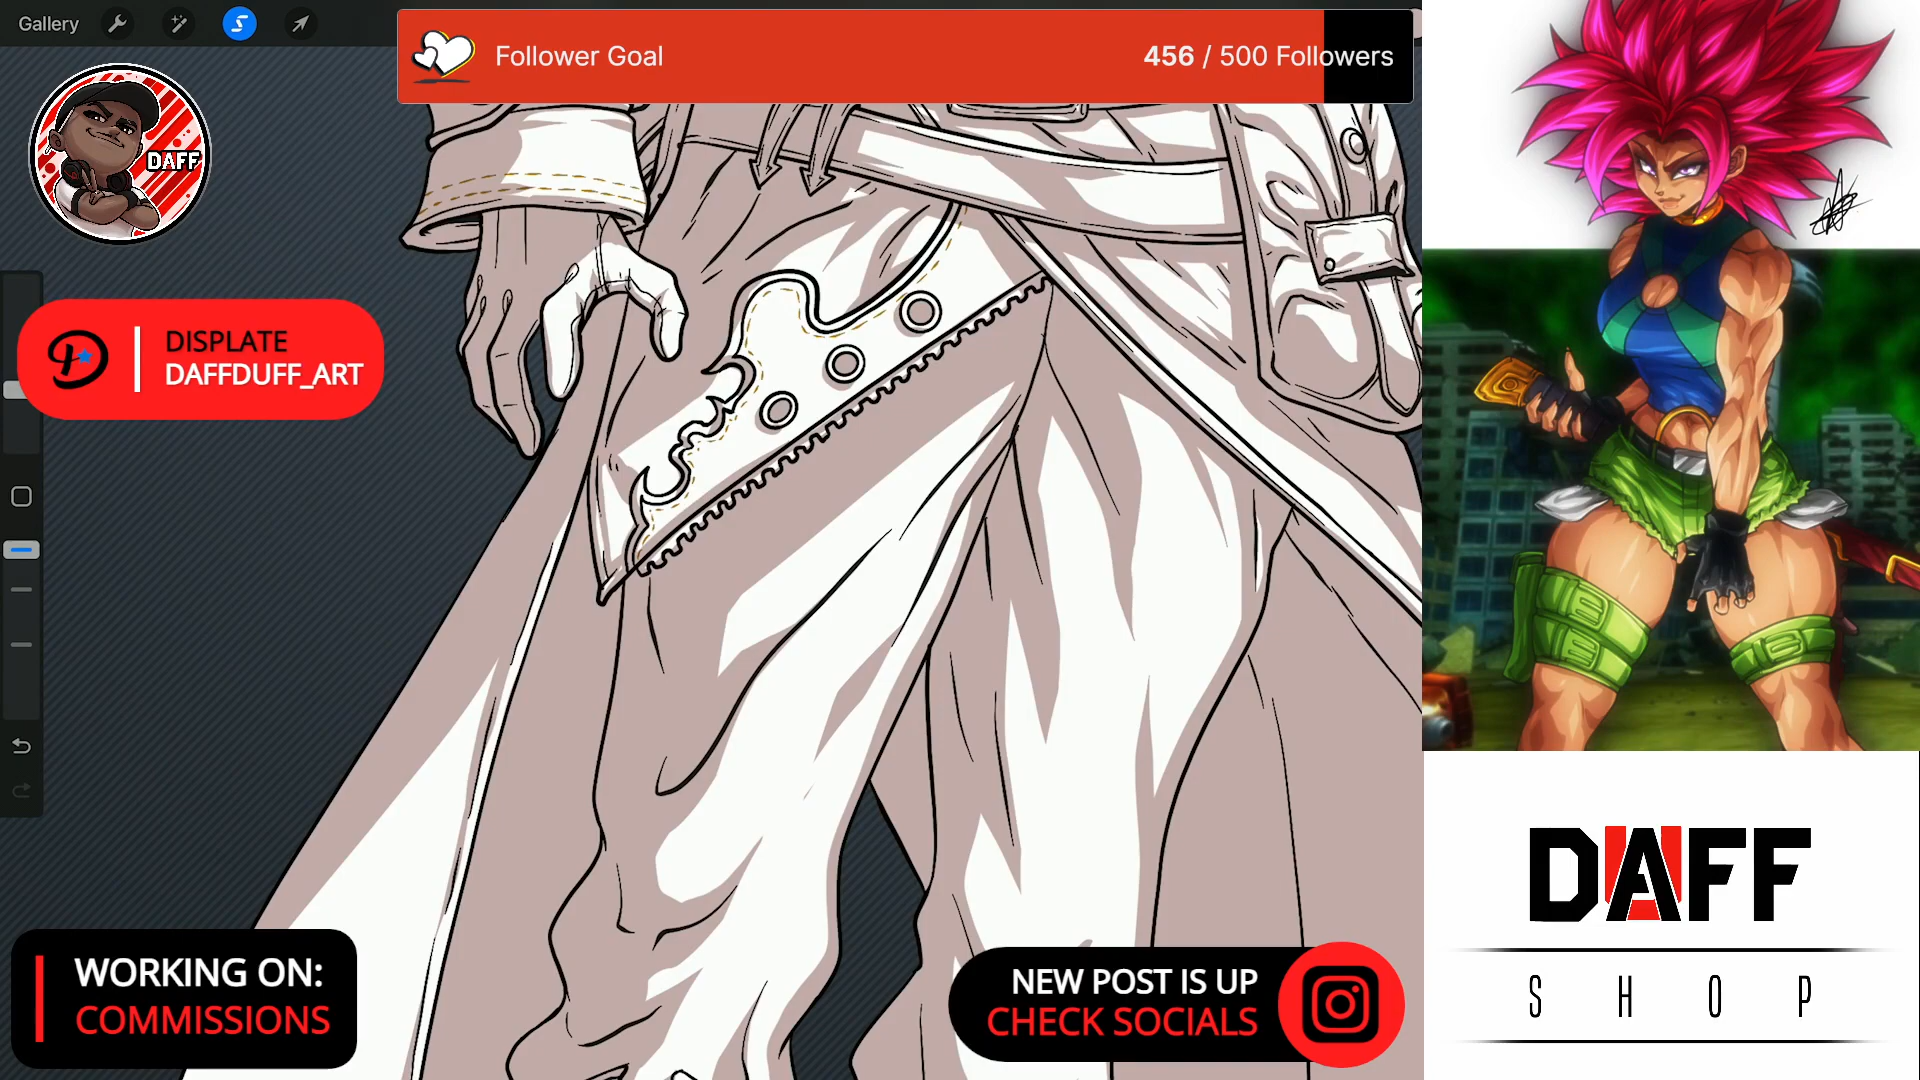 Gallery
Follower Goal
456 / 500 Followers
DAFF
DISPLATE
DAFFDUFF_ART
WORKING ON:
COMMISSIONS
NEW POST IS UP
CHECK SOCIALS
DAFF
SHOP